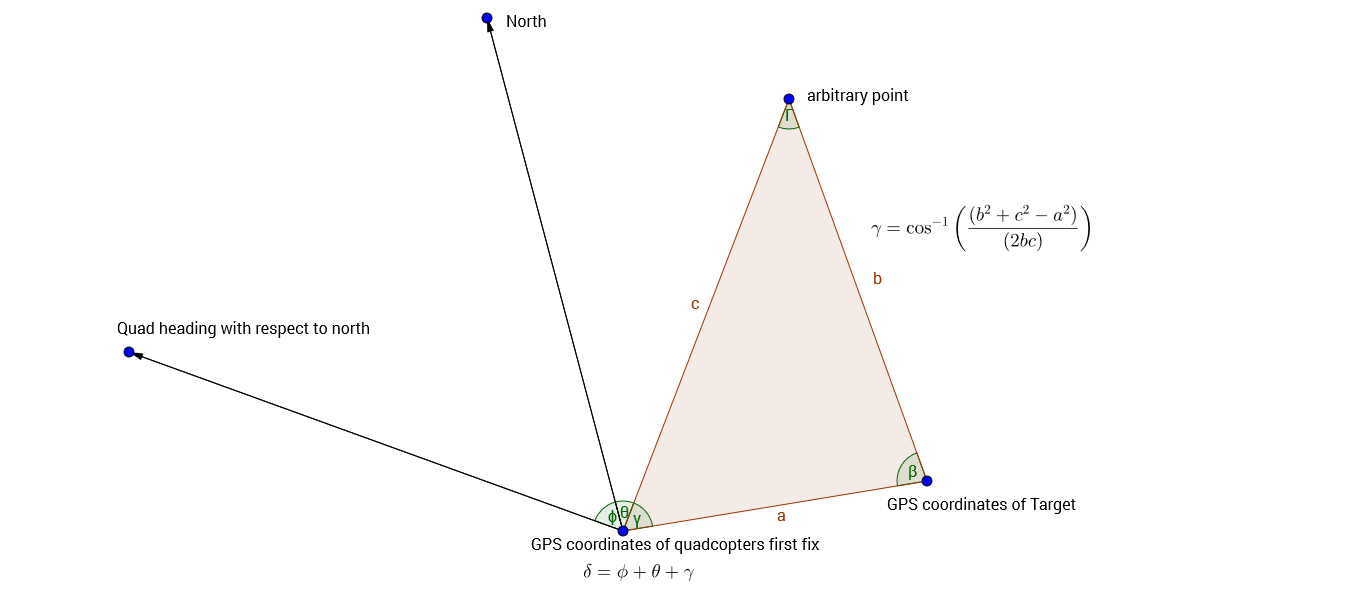 North
arbitrary point
Γ
γ = cos⁻¹ ( (b² + c² − a²) / (2bc) )
b
c
Quad heading with respect to north
β
GPS coordinates of Target
ϕ θ γ
a
GPS coordinates of quadcopters first fix
δ = ϕ + θ + γ